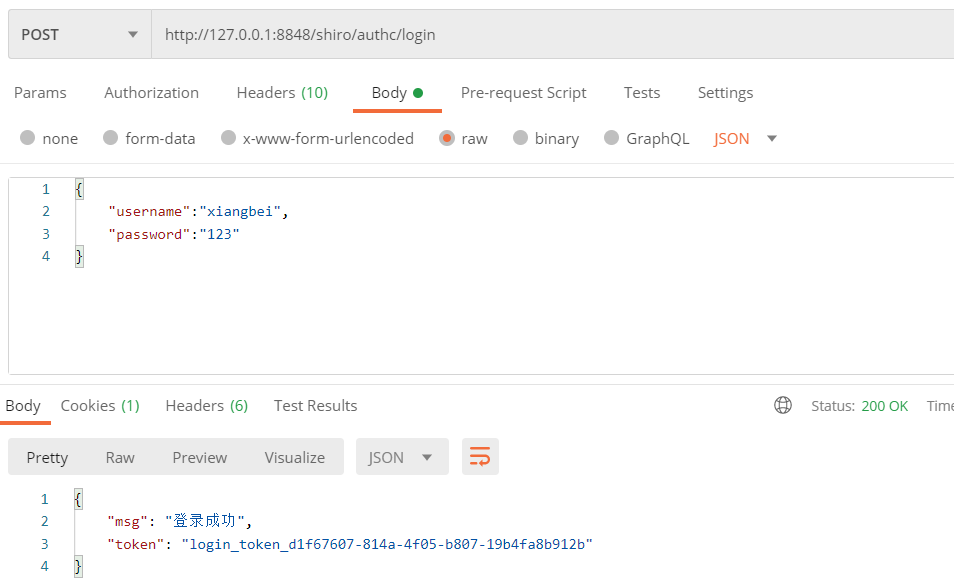 POST http://127.0.0.1:8848/shiro/authc/login
Params Authorization Headers (10) Body Pre-request Script Tests Settings
none form-data x-www-form-urlencoded raw binary GraphQL JSON
1 {
2 "username":"xiangbei",
3 "password":"123"
4 }
Body Cookies (1) Headers (6) Test Results Status: 200 OK Time
Pretty Raw Preview Visualize JSON
1 {
2 "msg": "登录成功",
3 "token": "login_token_d1f67607-814a-4f05-b807-19b4fa8b912b"
4 }